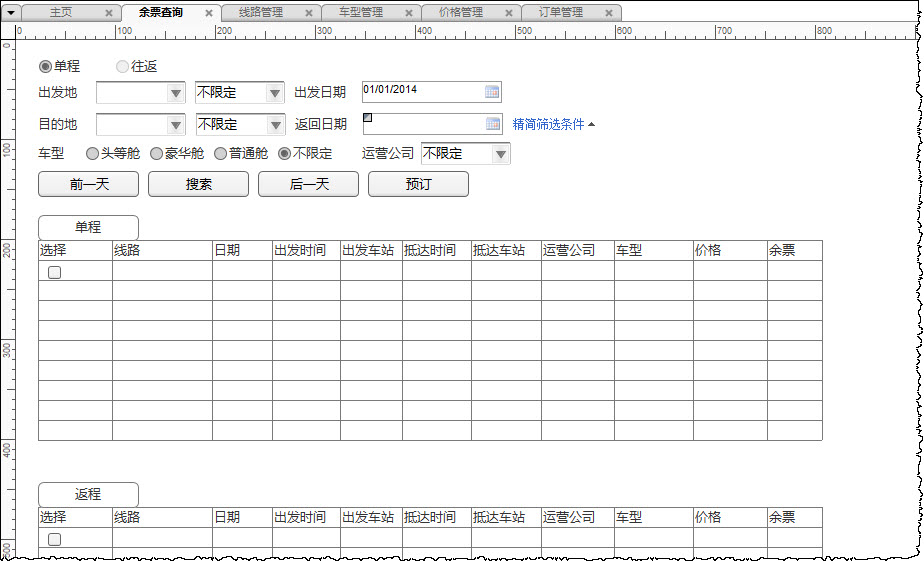 主页 余票查询 线路管理 车型管理 价格管理 订单管理
0 100 200 300 400 500 600 700 800
0
100
200
300
400
500
单程 往返
出发地 不限定 出发日期 01/01/2014
目的地 不限定 返回日期 精简筛选条件
车型 头等舱 豪华舱 普通舱 不限定 运营公司 不限定
前一天 搜索 后一天 预订
单程
选择 线路 日期 出发时间 出发车站 抵达时间 抵达车站 运营公司 车型 价格 余票
返程
选择 线路 日期 出发时间 出发车站 抵达时间 抵达车站 运营公司 车型 价格 余票